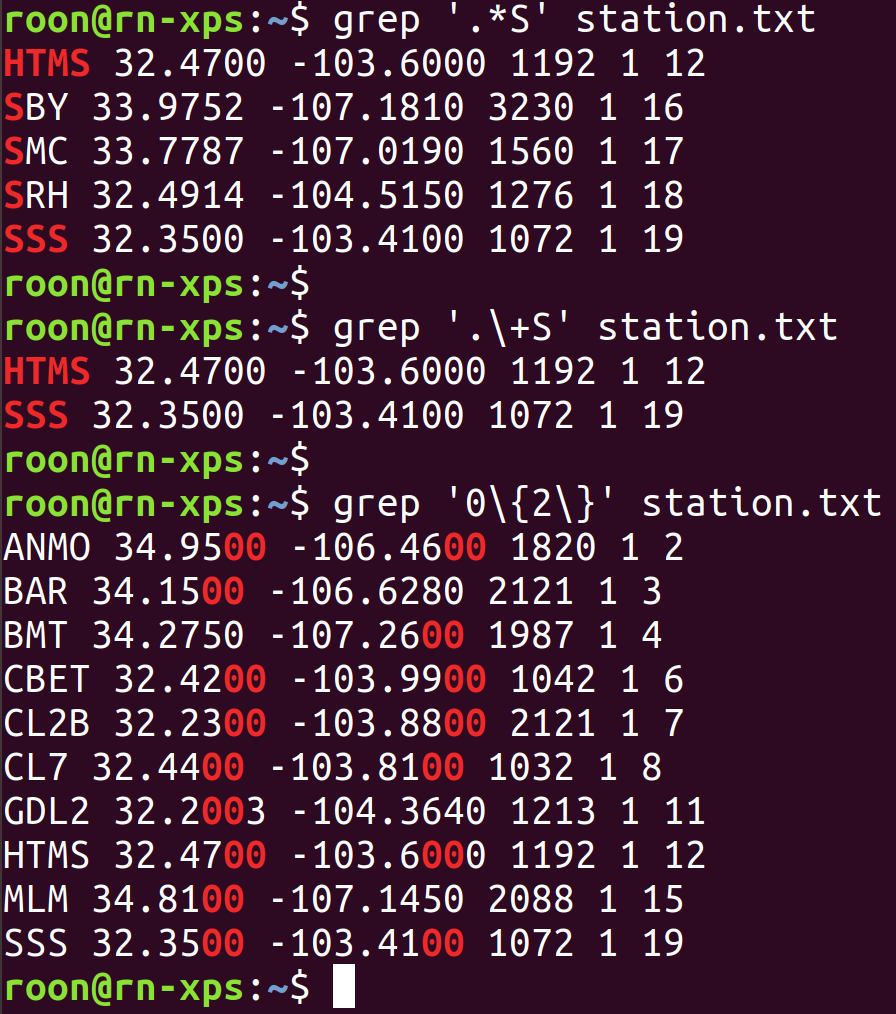 roon@rn-xps:~$ grep '.*S' station.txt
HTMS 32.4700 -103.6000 1192 1 12
SBY 33.9752 -107.1810 3230 1 16
SMC 33.7787 -107.0190 1560 1 17
SRH 32.4914 -104.5150 1276 1 18
SSS 32.3500 -103.4100 1072 1 19
roon@rn-xps:~$
roon@rn-xps:~$ grep '.\+S' station.txt
HTMS 32.4700 -103.6000 1192 1 12
SSS 32.3500 -103.4100 1072 1 19
roon@rn-xps:~$
roon@rn-xps:~$ grep '0\{2\}' station.txt
ANMO 34.9500 -106.4600 1820 1 2
BAR 34.1500 -106.6280 2121 1 3
BMT 34.2750 -107.2600 1987 1 4
CBET 32.4200 -103.9900 1042 1 6
CL2B 32.2300 -103.8800 2121 1 7
CL7 32.4400 -103.8100 1032 1 8
GDL2 32.2003 -104.3640 1213 1 11
HTMS 32.4700 -103.6000 1192 1 12
MLM 34.8100 -107.1450 2088 1 15
SSS 32.3500 -103.4100 1072 1 19
roon@rn-xps:~$